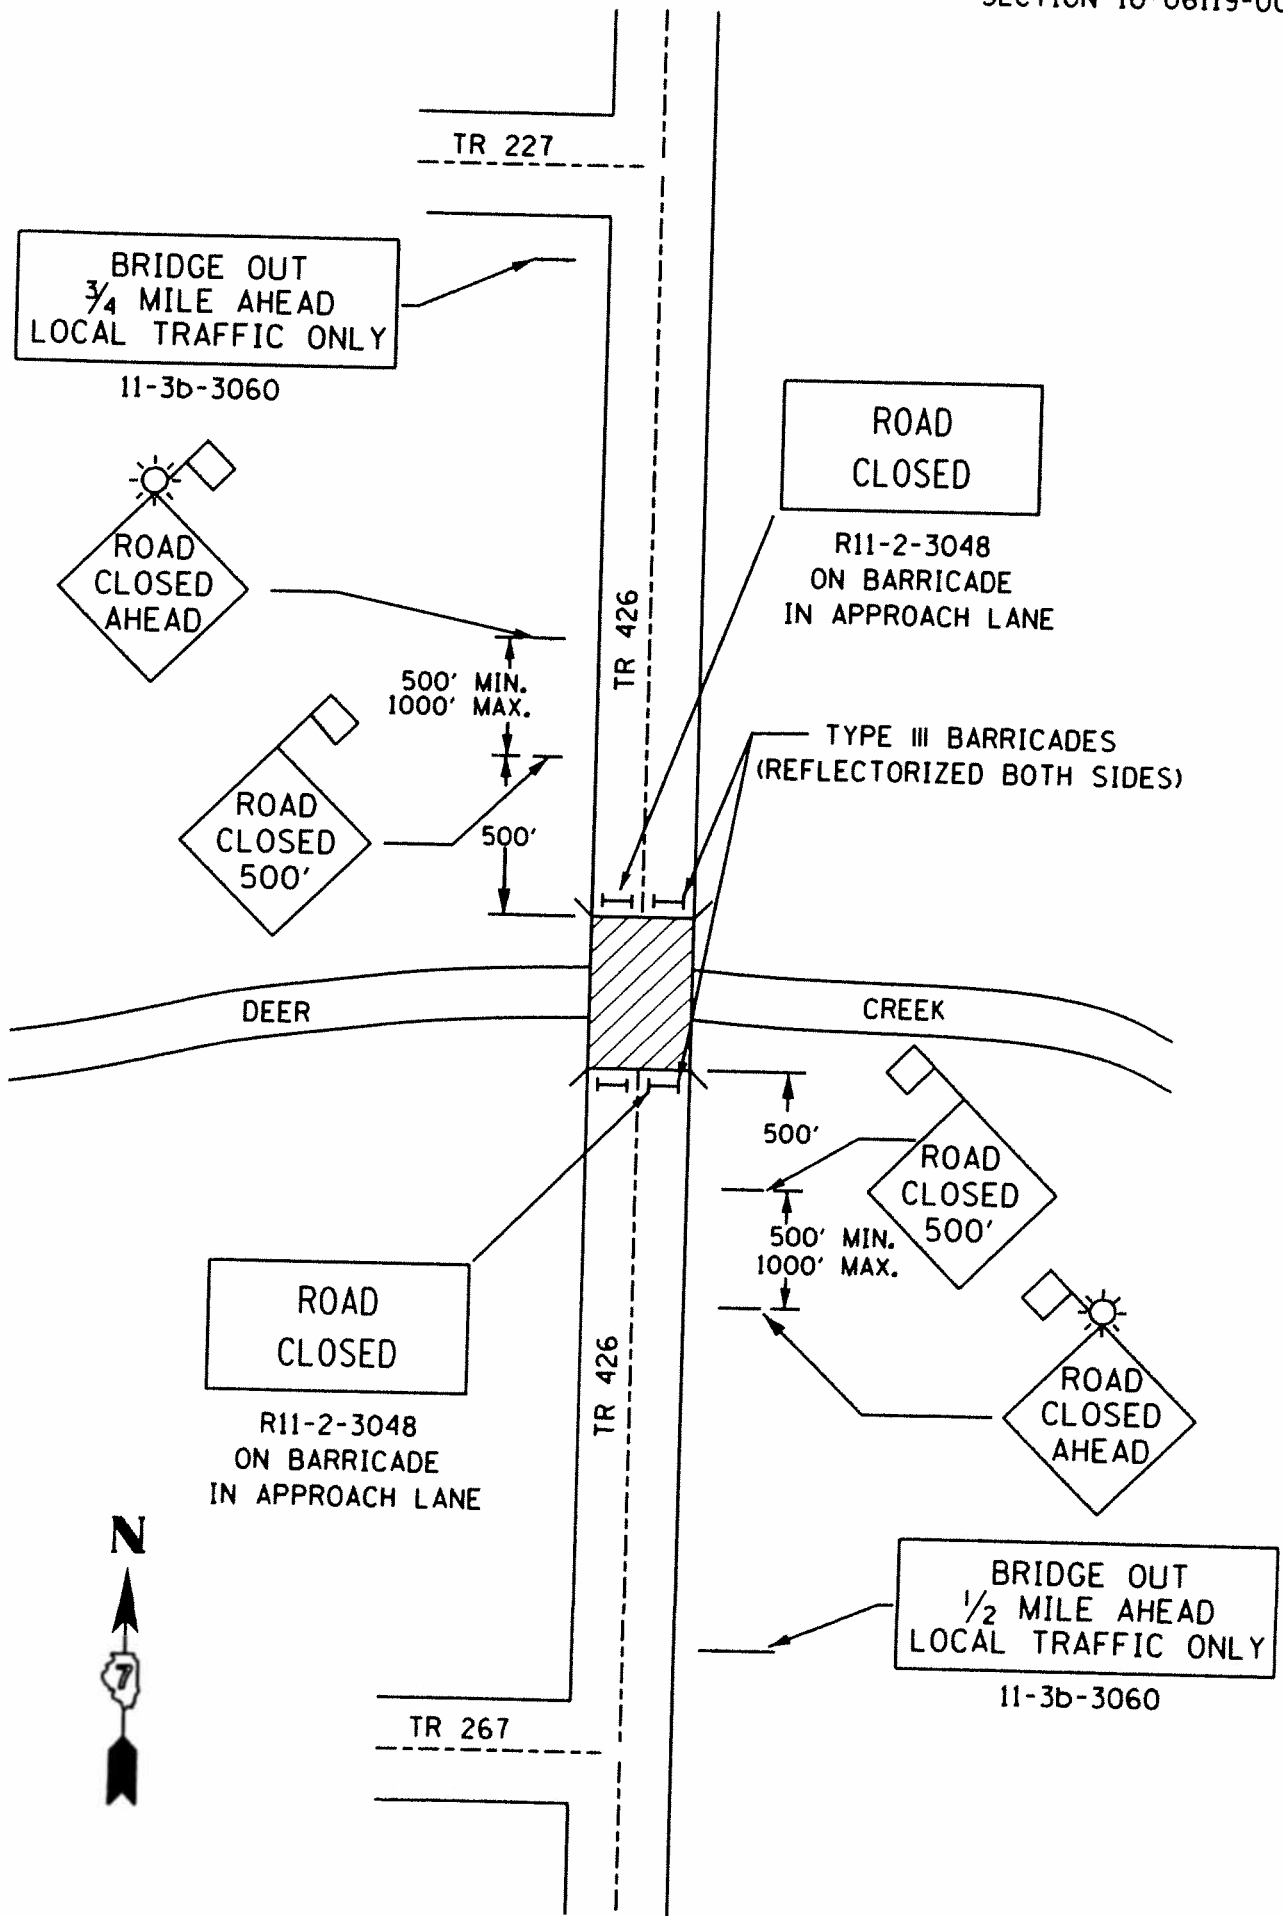 TR 227
BRIDGE OUT
3/4 MILE AHEAD
LOCAL TRAFFIC ONLY
11-3b-3060
ROAD
CLOSED
R11-2-3048
ON BARRICADE
IN APPROACH LANE
ROAD
CLOSED
AHEAD
TR 426
500' MIN.
1000' MAX.
TYPE III BARRICADES
(REFLECTORIZED BOTH SIDES)
ROAD
CLOSED
500'
500'
DEER
CREEK
500'
ROAD
CLOSED
500'
500' MIN.
1000' MAX.
ROAD
CLOSED
R11-2-3048
ON BARRICADE
IN APPROACH LANE
TR 426
ROAD
CLOSED
AHEAD
N
7
BRIDGE OUT
1/2 MILE AHEAD
LOCAL TRAFFIC ONLY
11-3b-3060
TR 267